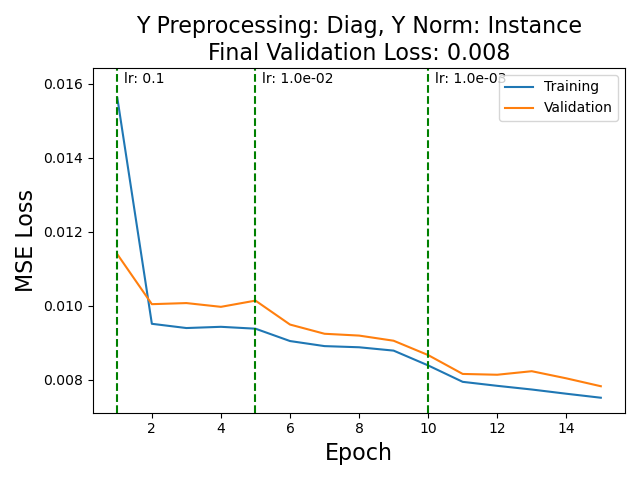 Y Preprocessing: Diag, Y Norm: Instance
Final Validation Loss: 0.008
lr: 0.1
lr: 1.0e-02
lr: 1.0e-03
Training
Validation
0.016
0.014
0.012
0.010
0.008
MSE Loss
2
4
6
8
10
12
14
Epoch